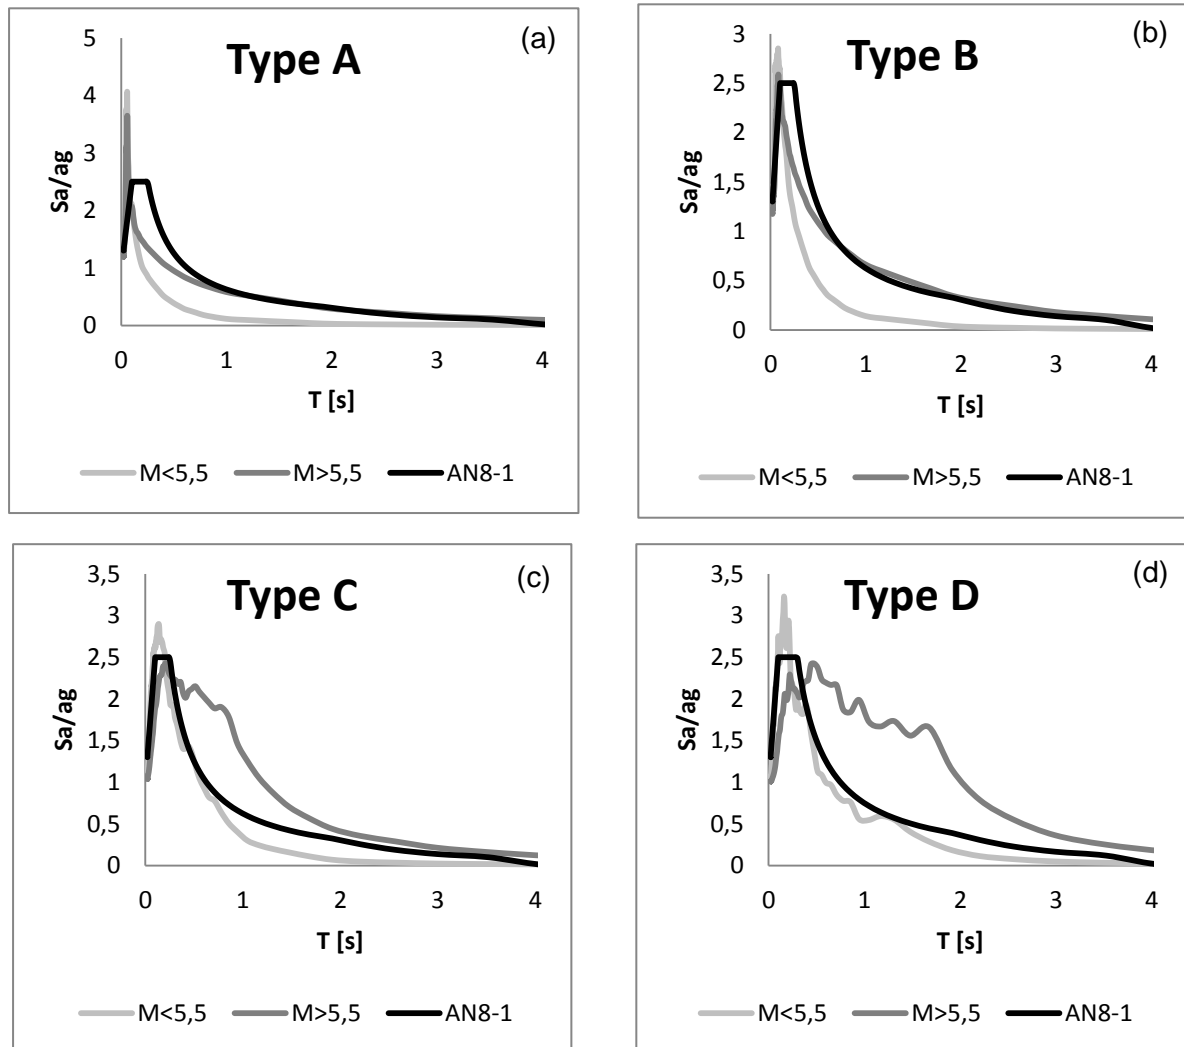 Type A
(a)
5
4
3
2
1
0
Sa/ag
0 1 2 3 4
T [s]
M<5,5 M>5,5 AN8-1
Type B
(b)
3
2,5
2
1,5
1
0,5
0
Sa/ag
0 1 2 3 4
T [s]
M<5,5 M>5,5 AN8-1
Type C
(c)
3,5
3
2,5
2
1,5
1
0,5
0
Sa/ag
0 1 2 3 4
T [s]
M<5,5 M>5,5 AN8-1
Type D
(d)
3,5
3
2,5
2
1,5
1
0,5
0
Sa/ag
0 1 2 3 4
T [s]
M<5,5 M>5,5 AN8-1